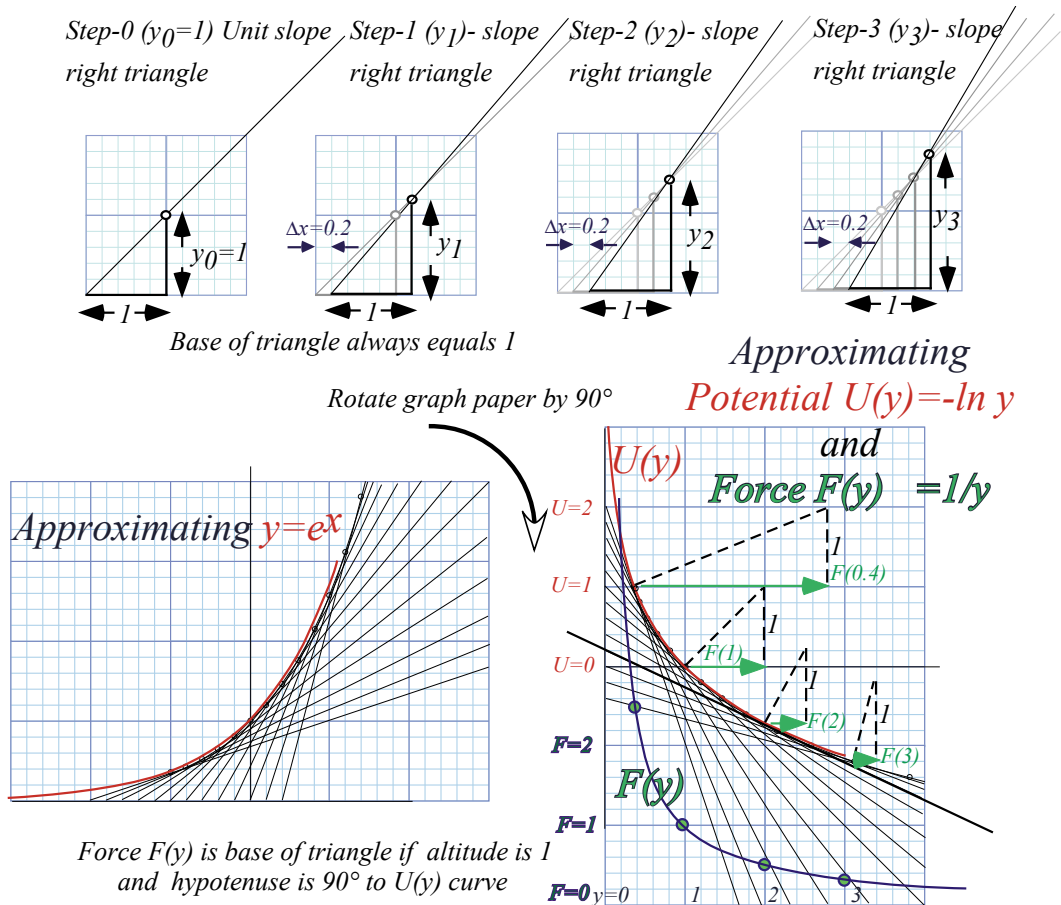 Step-0 (y0=1) Unit slope
right triangle
Step-1 (y1)- slope
right triangle
Step-2 (y2)- slope
right triangle
Step-3 (y3)- slope
right triangle
y0=1
1
Δx=0.2
y1
1
Δx=0.2
y2
1
Δx=0.2
y3
1
Base of triangle always equals 1
Rotate graph paper by 90°
Approximating
Potential U(y)=-ln y
and
Force F(y) =1/y
Approximating y=ex
U(y)
U=2
U=1
U=0
F=2
F=1
F=0
F(0.4)
1
F(1)
1
F(2)
1
F(3)
1
F(y)
y=0 1 2 3
Force F(y) is base of triangle if altitude is 1
and hypotenuse is 90° to U(y) curve